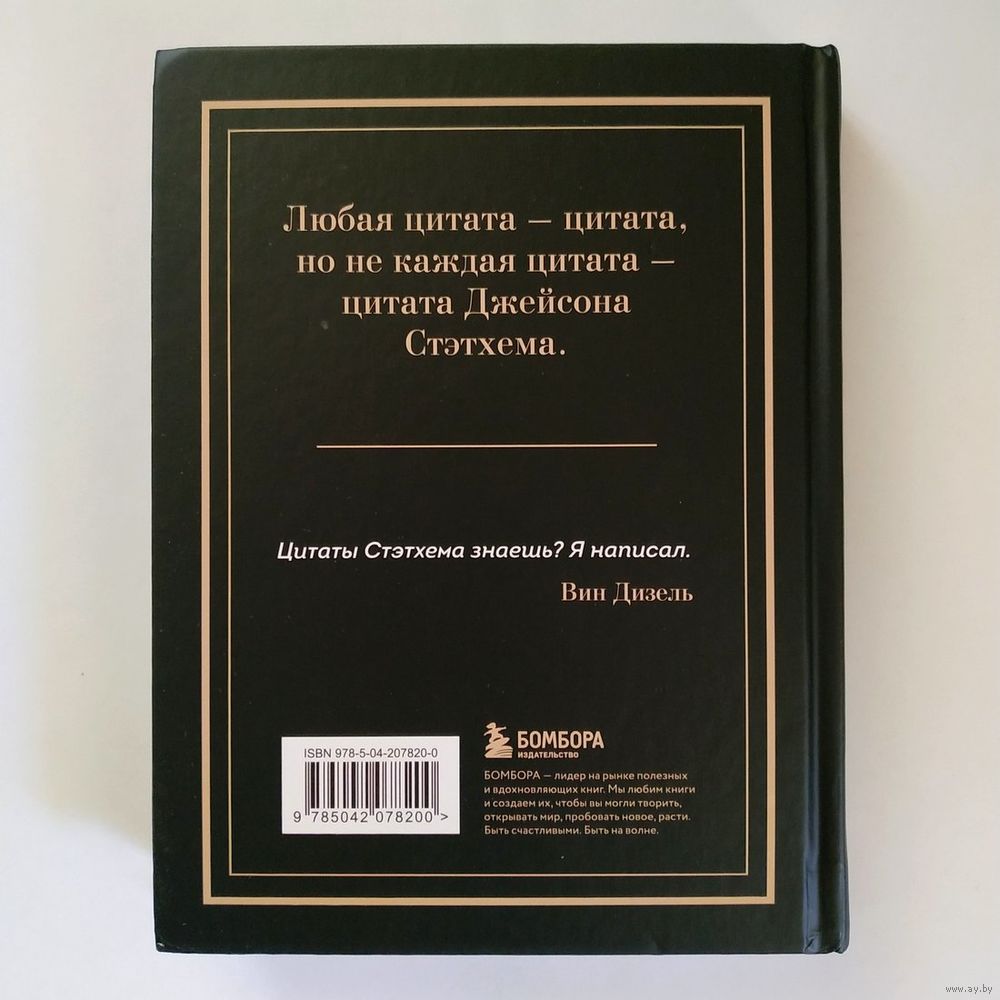 Любая цитата – цитата,
но не каждая цитата –
цитата Джейсона
Стэтхема.
Цитаты Стэтхема знаешь? Я написал.
Вин Дизель
ISBN 978-5-04-207820-0
9 785042 078200 >
БОМБОРА
ИЗДАТЕЛЬСТВО
БОМБОРА – лидер на рынке полезных
и вдохновляющих книг. Мы любим книги
и создаем их, чтобы вы могли творить,
открывать мир, пробовать новое, расти.
Быть счастливыми. Быть на волне.
www.ay.by